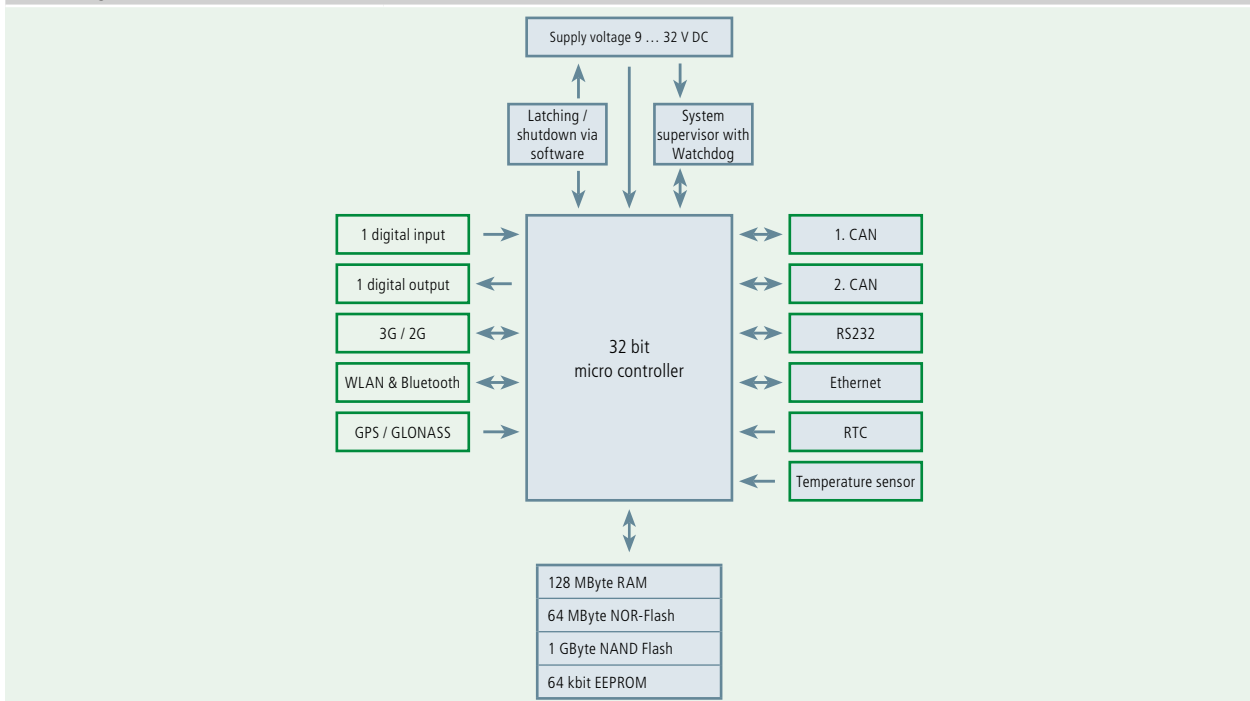 Supply voltage 9 … 32 V DC
Latching /
shutdown via
software
System
supervisor with
Watchdog
1 digital input
1 digital output
3G / 2G
WLAN & Bluetooth
GPS / GLONASS
32 bit
micro controller
1. CAN
2. CAN
RS232
Ethernet
RTC
Temperature sensor
128 MByte RAM
64 MByte NOR-Flash
1 GByte NAND Flash
64 kbit EEPROM